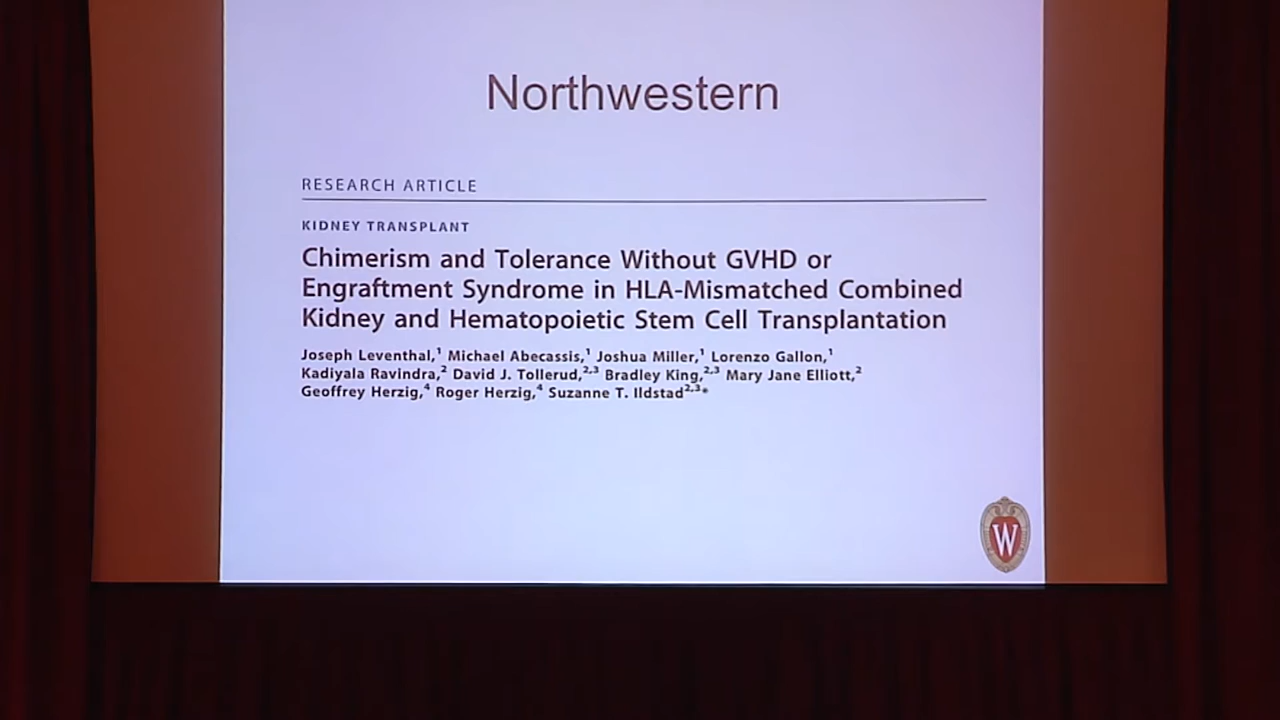 Northwestern
RESEARCH ARTICLE
KIDNEY TRANSPLANT
Chimerism and Tolerance Without GVHD or
Engraftment Syndrome in HLA-Mismatched Combined
Kidney and Hematopoietic Stem Cell Transplantation
Joseph Leventhal,¹ Michael Abecassis,¹ Joshua Miller,¹ Lorenzo Gallon,¹
Kadiyala Ravindra,² David J. Tollerud,²,³ Bradley King,²,³ Mary Jane Elliott,²
Geoffrey Herzig,⁴ Roger Herzig,⁴ Suzanne T. Ildstad²,³*
W